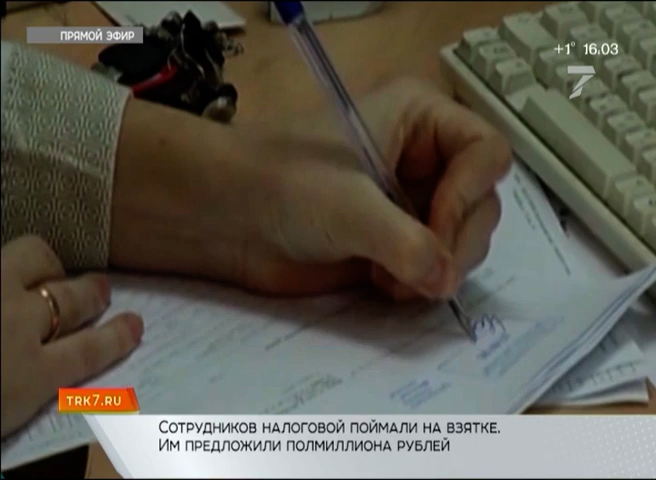 ПРЯМОЙ ЭФИР
+1° 16.03
7
TRK7.RU
СОТРУДНИКОВ НАЛОГОВОЙ ПОЙМАЛИ НА ВЗЯТКЕ.
ИМ ПРЕДЛОЖИЛИ ПОЛМИЛЛИОНА РУБЛЕЙ